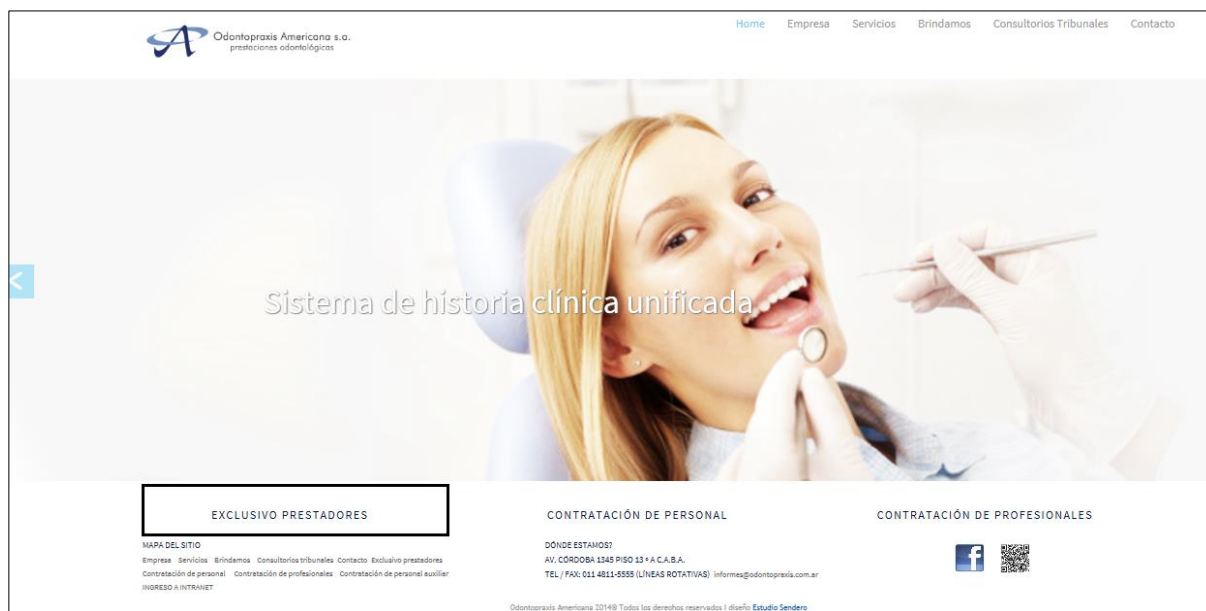 Odontopraxis Americana s.a.
prestaciones odontológicas
Home Empresa Servicios Brindamos Consultorios Tribunales Contacto
<
Sistema de historia clínica unificada
EXCLUSIVO PRESTADORES
CONTRATACIÓN DE PERSONAL
CONTRATACIÓN DE PROFESIONALES
MAPA DEL SITIO
Empresa Servicios Brindamos Consultorios tribunales Contacto Exclusivo prestadores
Contratación de personal Contratación de profesionales Contratación de personal auxiliar
INGRESO A INTRANET
DÓNDE ESTAMOS?
AV. CÓRDOBA 1345 PISO 13 º A C.A.B.A.
TEL / FAX: 011 4811-5555 (LÍNEAS ROTATIVAS) informes@odontopraxis.com.ar
f
Odontopraxis Americana 2014® Todos los derechos reservados I diseño Estudio Sendero